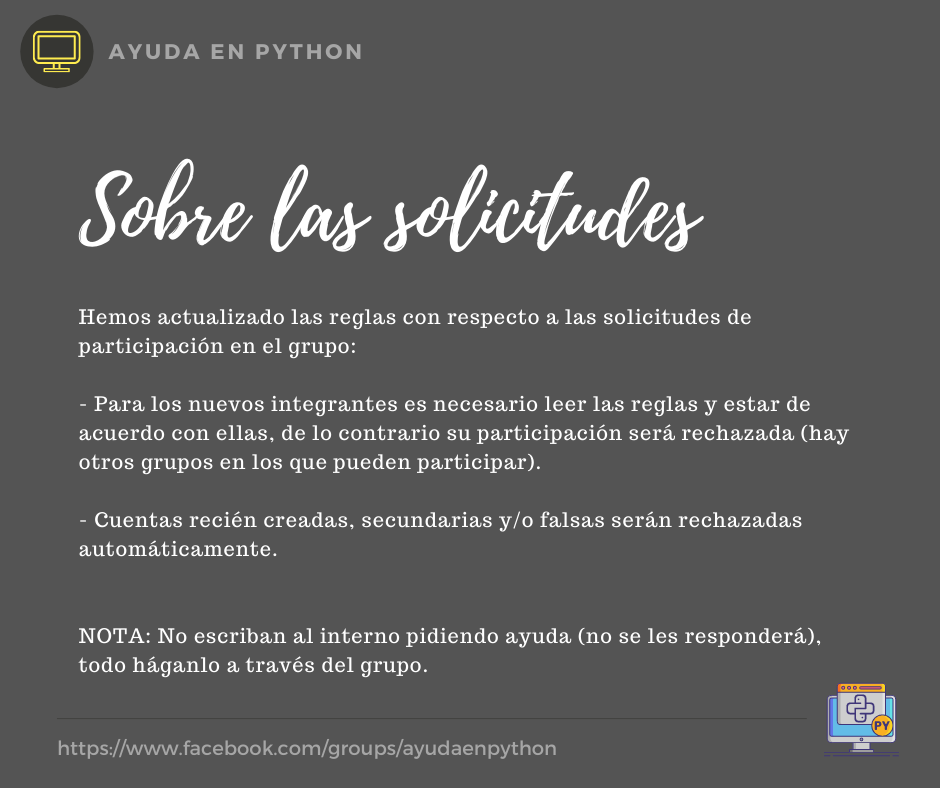 AYUDA EN PYTHON
Sobre las solicitudes
Hemos actualizado las reglas con respecto a las solicitudes de
participación en el grupo:
- Para los nuevos integrantes es necesario leer las reglas y estar de
acuerdo con ellas, de lo contrario su participación será rechazada (hay
otros grupos en los que pueden participar).
- Cuentas recién creadas, secundarias y/o falsas serán rechazadas
automáticamente.
NOTA: No escriban al interno pidiendo ayuda (no se les responderá),
todo háganlo a través del grupo.
PY
https://www.facebook.com/groups/ayudaenpython